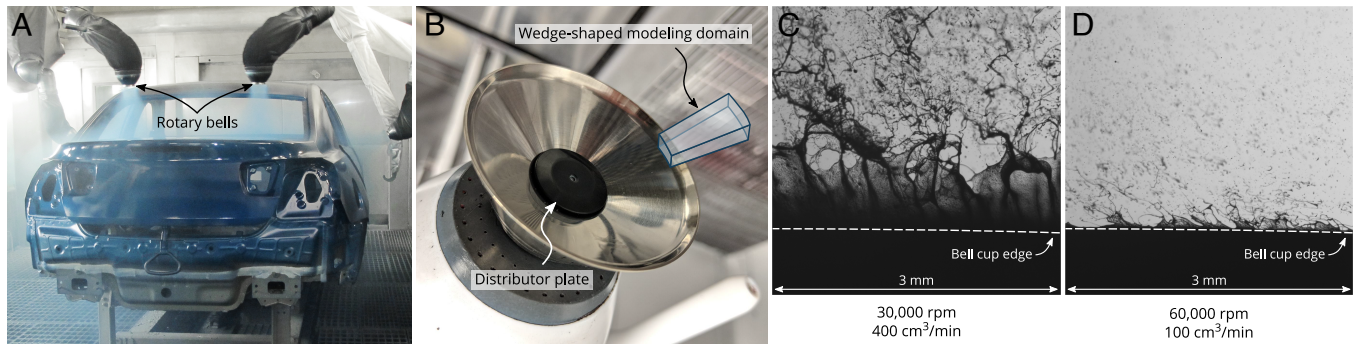 A
Rotary bells
B
Wedge-shaped modeling domain
Distributor plate
C
Bell cup edge
3 mm
30,000 rpm
400 cm³/min
D
Bell cup edge
3 mm
60,000 rpm
100 cm³/min